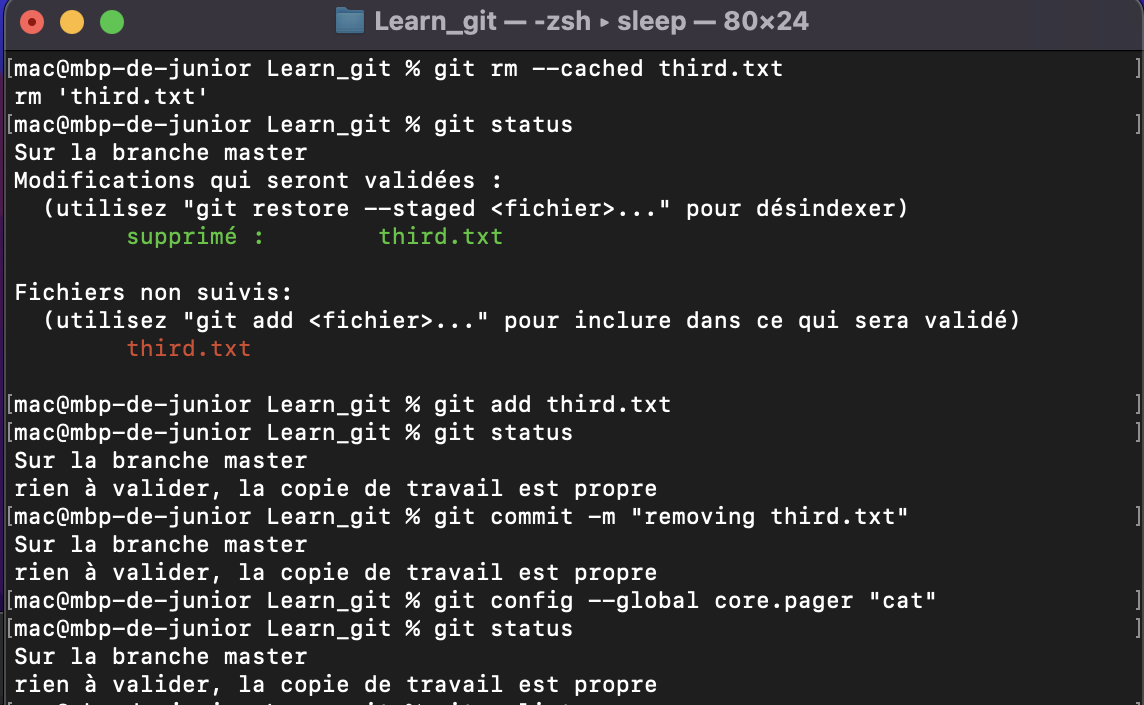 Learn_git — -zsh ▸ sleep — 80×24
[mac@mbp-de-junior Learn_git % git rm --cached third.txt ]
rm 'third.txt'
[mac@mbp-de-junior Learn_git % git status ]
Sur la branche master
Modifications qui seront validées :
  (utilisez "git restore --staged <fichier>..." pour désindexer)
        supprimé :        third.txt
Fichiers non suivis:
  (utilisez "git add <fichier>..." pour inclure dans ce qui sera validé)
        third.txt
[mac@mbp-de-junior Learn_git % git add third.txt ]
[mac@mbp-de-junior Learn_git % git status ]
Sur la branche master
rien à valider, la copie de travail est propre
[mac@mbp-de-junior Learn_git % git commit -m "removing third.txt" ]
Sur la branche master
rien à valider, la copie de travail est propre
[mac@mbp-de-junior Learn_git % git config --global core.pager "cat" ]
[mac@mbp-de-junior Learn_git % git status ]
Sur la branche master
rien à valider, la copie de travail est propre